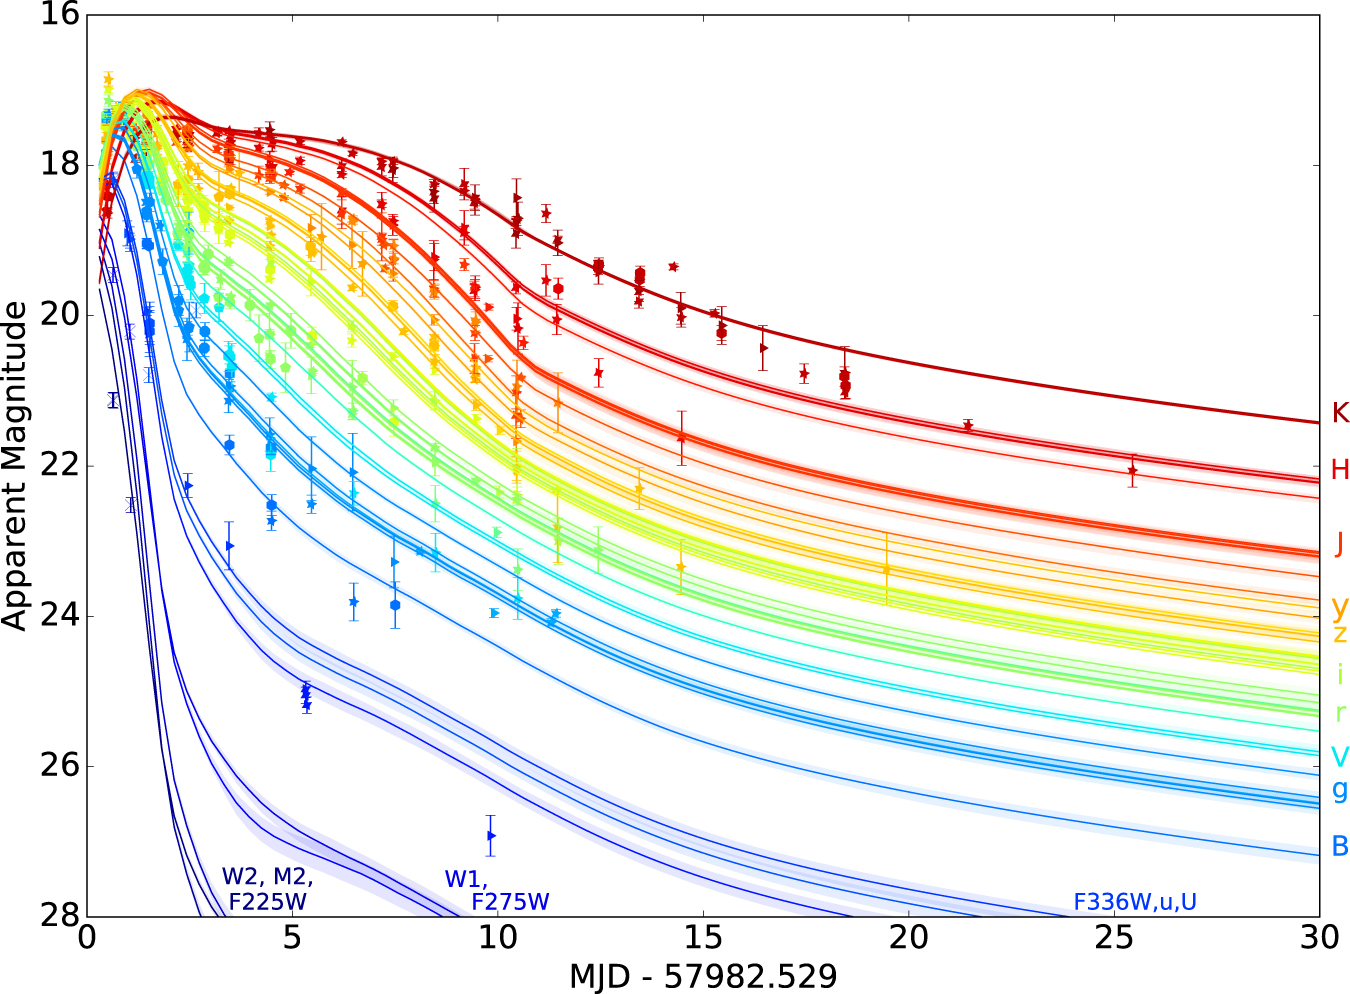 16
18
20
22
24
26
28
Apparent Magnitude
K
H
J
y
z
i
r
V
g
B
W2, M2,
F225W
W1,
F275W
F336W,u,U
0 5 10 15 20 25 30
MJD - 57982.529